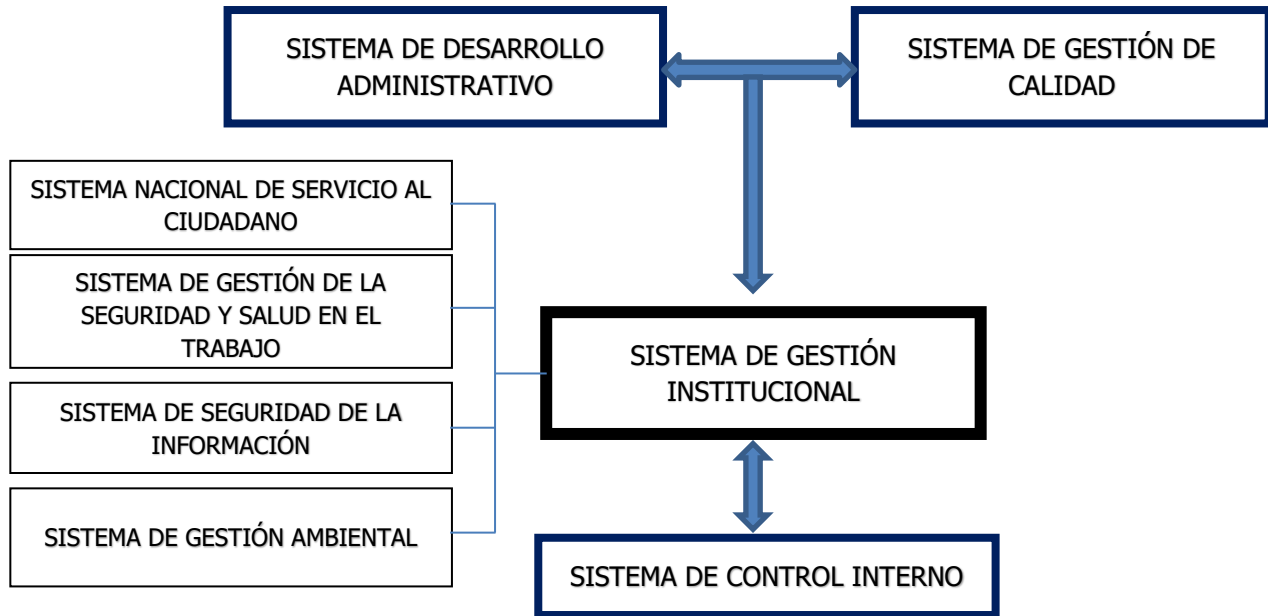 SISTEMA DE DESARROLLO
ADMINISTRATIVO
SISTEMA DE GESTIÓN DE
CALIDAD
SISTEMA NACIONAL DE SERVICIO AL
CIUDADANO
SISTEMA DE GESTIÓN DE LA
SEGURIDAD Y SALUD EN EL
TRABAJO
SISTEMA DE SEGURIDAD DE LA
INFORMACIÓN
SISTEMA DE GESTIÓN AMBIENTAL
SISTEMA DE GESTIÓN
INSTITUCIONAL
SISTEMA DE CONTROL INTERNO